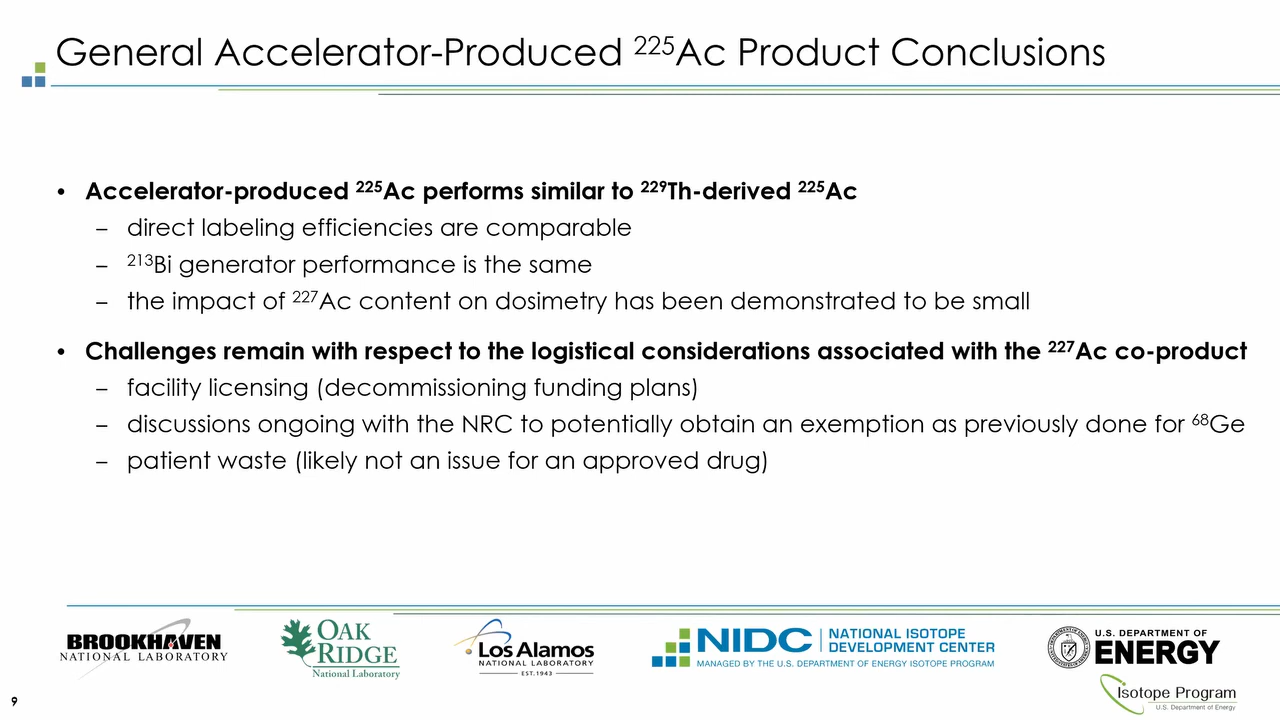 General Accelerator-Produced ²²⁵Ac Product Conclusions
• Accelerator-produced ²²⁵Ac performs similar to ²²⁹Th-derived ²²⁵Ac
– direct labeling efficiencies are comparable
– ²¹³Bi generator performance is the same
– the impact of ²²⁷Ac content on dosimetry has been demonstrated to be small
• Challenges remain with respect to the logistical considerations associated with the ²²⁷Ac co-product
– facility licensing (decommissioning funding plans)
– discussions ongoing with the NRC to potentially obtain an exemption as previously done for ⁶⁸Ge
– patient waste (likely not an issue for an approved drug)
BROOKHAVEN
NATIONAL LABORATORY
OAK
RIDGE
National Laboratory
Los Alamos
NATIONAL LABORATORY
EST. 1943
NIDC
NATIONAL ISOTOPE
DEVELOPMENT CENTER
MANAGED BY THE U.S. DEPARTMENT OF ENERGY ISOTOPE PROGRAM
U.S. DEPARTMENT OF
ENERGY
Isotope Program
U.S. Department of Energy
9